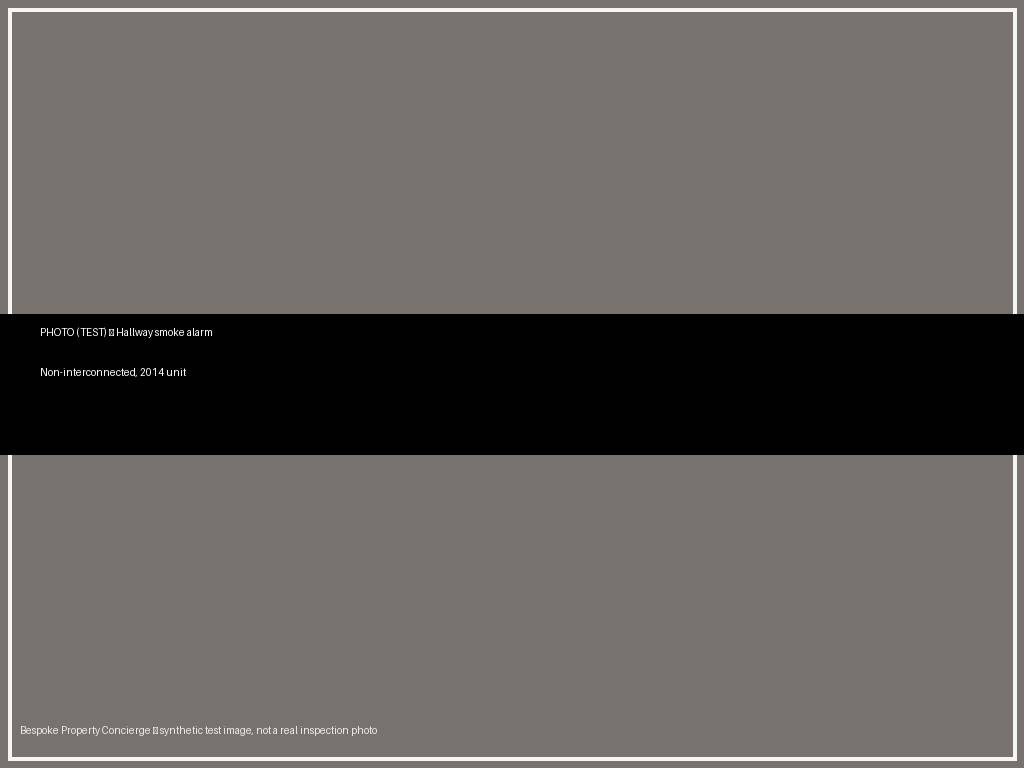 PHOTO (TEST) ▯ Hallway smoke alarm
Non-interconnected, 2014 unit
Bespoke Property Concierge ▯ synthetic test image, not a real inspection photo